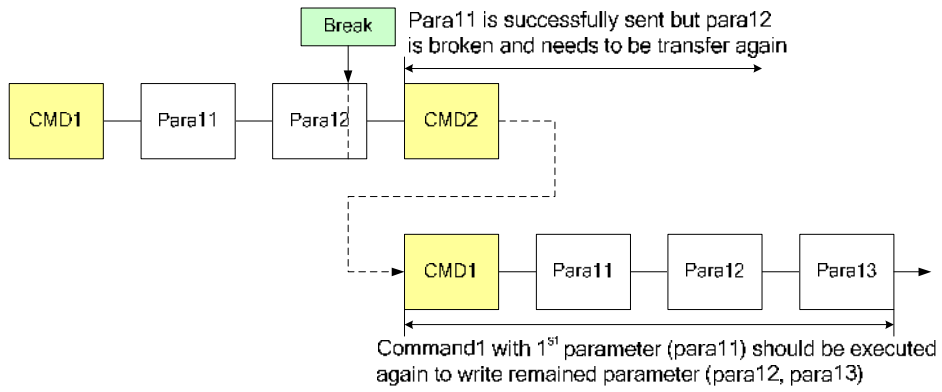 Break
Para11 is successfully sent but para12
is broken and needs to be transfer again
CMD1
Para11
Para12
CMD2
CMD1
Para11
Para12
Para13
Command1 with 1st parameter (para11) should be executed
again to write remained parameter (para12, para13)